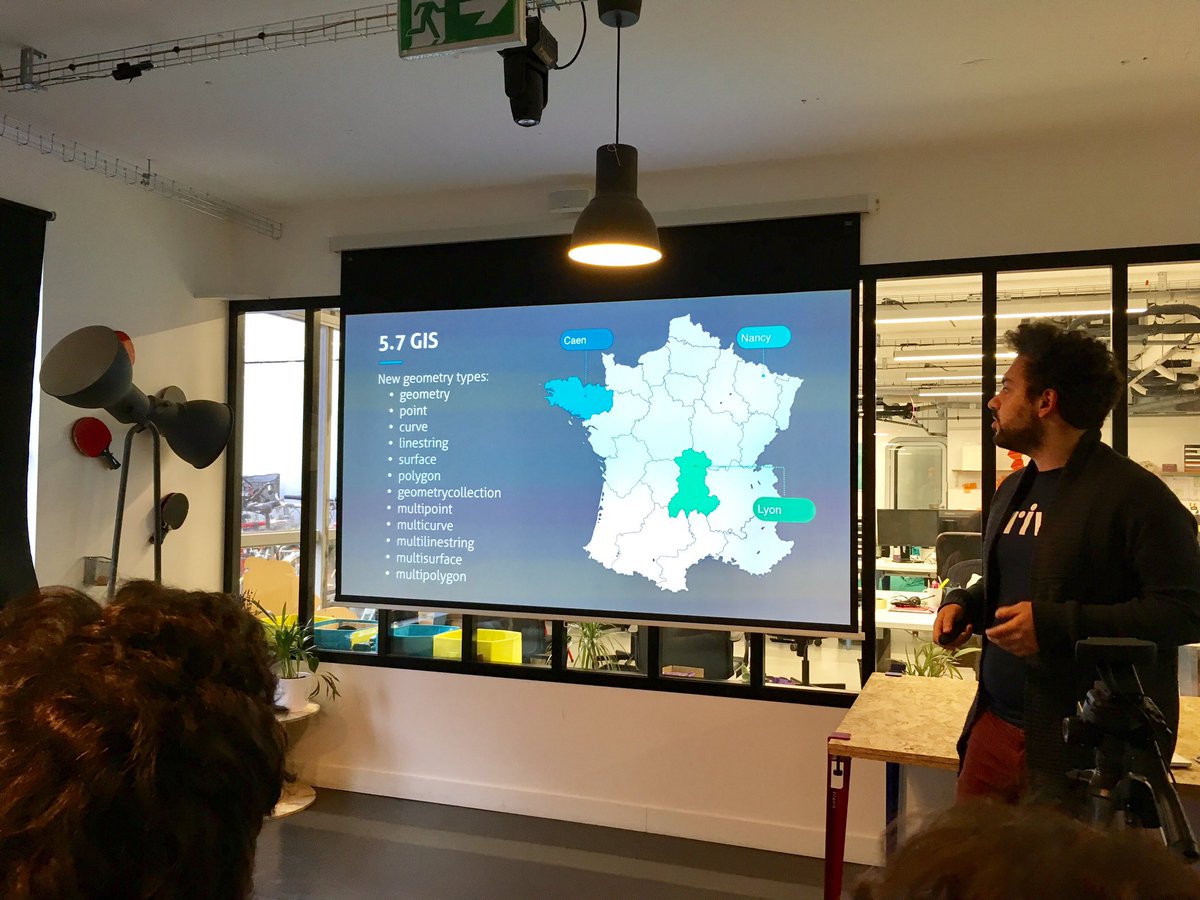 5.7 GIS
New geometry types:
• geometry
• point
• curve
• linestring
• surface
• polygon
• geometrycollection
• multipoint
• multicurve
• multilinestring
• multisurface
• multipolygon
Caen
Nancy
Lyon